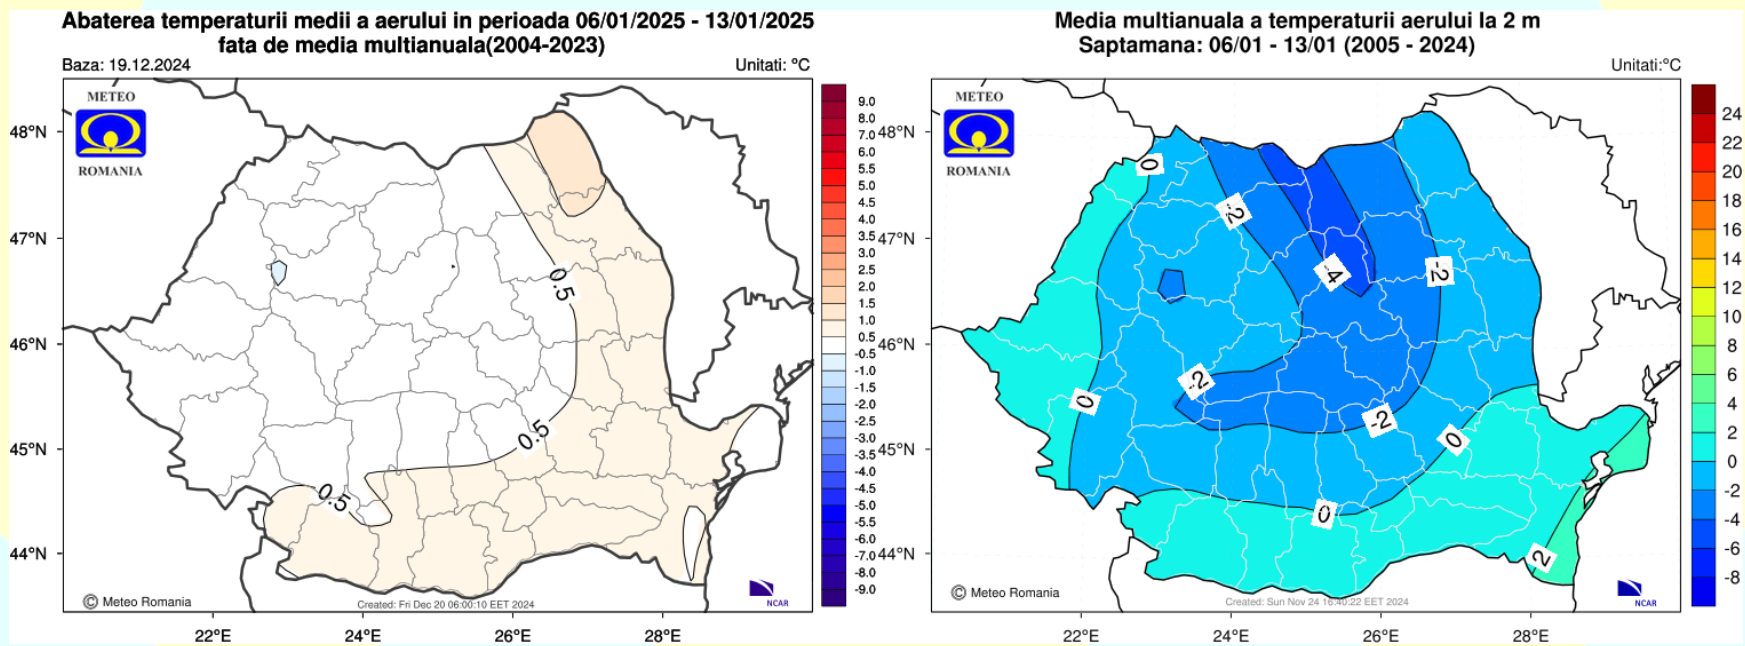 Abaterea temperaturii medii a aerului in perioada 06/01/2025 - 13/01/2025
fata de media multianuala(2004-2023)
Baza: 19.12.2024
Unitati: °C
METEO
ROMANIA
48°N
47°N
46°N
45°N
44°N
22°E
24°E
26°E
28°E
0.5
0.5
0.5
© Meteo Romania
Created: Fri Dec 20 06:00:10 EET 2024
NCAR
9.0
8.0
7.0
6.0
5.5
5.0
4.5
4.0
3.5
3.0
2.5
2.0
1.5
1.0
0.5
-0.5
-1.0
-1.5
-2.0
-2.5
-3.0
-3.5
-4.0
-4.5
-5.0
-5.5
-6.0
-7.0
-8.0
-9.0
Media multianuala a temperaturii aerului la 2 m
Saptamana: 06/01 - 13/01 (2005 - 2024)
Unitati:°C
METEO
ROMANIA
48°N
47°N
46°N
45°N
44°N
22°E
24°E
26°E
28°E
0
-2
-4
-2
-2
0
-2
0
0
2
© Meteo Romania
Created: Sun Nov 24 16:40:22 EET 2024
NCAR
24
22
20
18
16
14
12
10
8
6
4
2
0
-2
-4
-6
-8